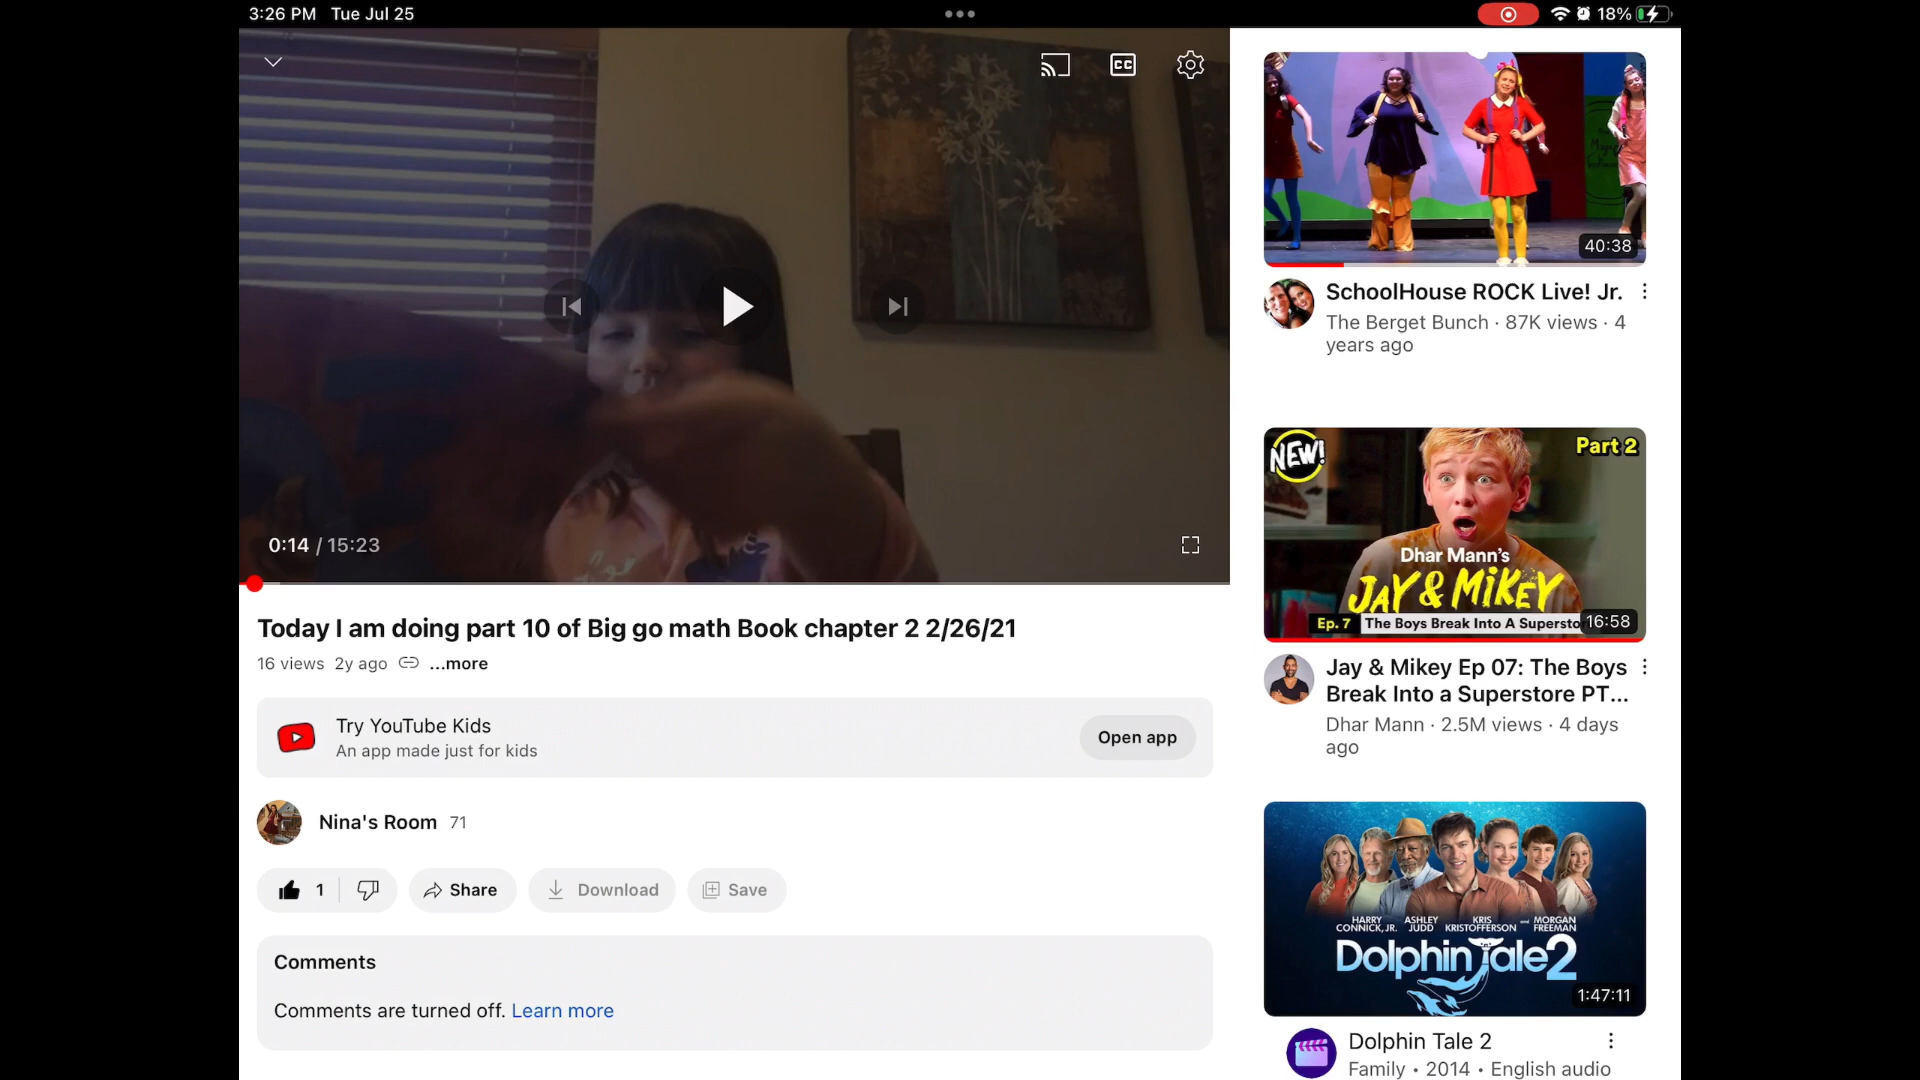 3:26 PM Tue Jul 25
18%
CC
0:14 / 15:23
Today I am doing part 10 of Big go math Book chapter 2 2/26/21
16 views 2y ago ...more
Try YouTube Kids
An app made just for kids
Open app
Nina's Room 71
1
Share
Download
Save
Comments
Comments are turned off. Learn more
40:38
SchoolHouse ROCK Live! Jr.
The Berget Bunch · 87K views · 4
years ago
NEW!
Part 2
Dhar Mann's
JAY & MiKEY
Ep. 7 The Boys Break Into A Superstor
16:58
Jay & Mikey Ep 07: The Boys
Break Into a Superstore PT...
Dhar Mann · 2.5M views · 4 days
ago
HARRY CONNICK, JR. ASHLEY JUDD KRIS KRISTOFFERSON and MORGAN FREEMAN
Dolphin Tale 2
1:47:11
Dolphin Tale 2
Family • 2014 • English audio